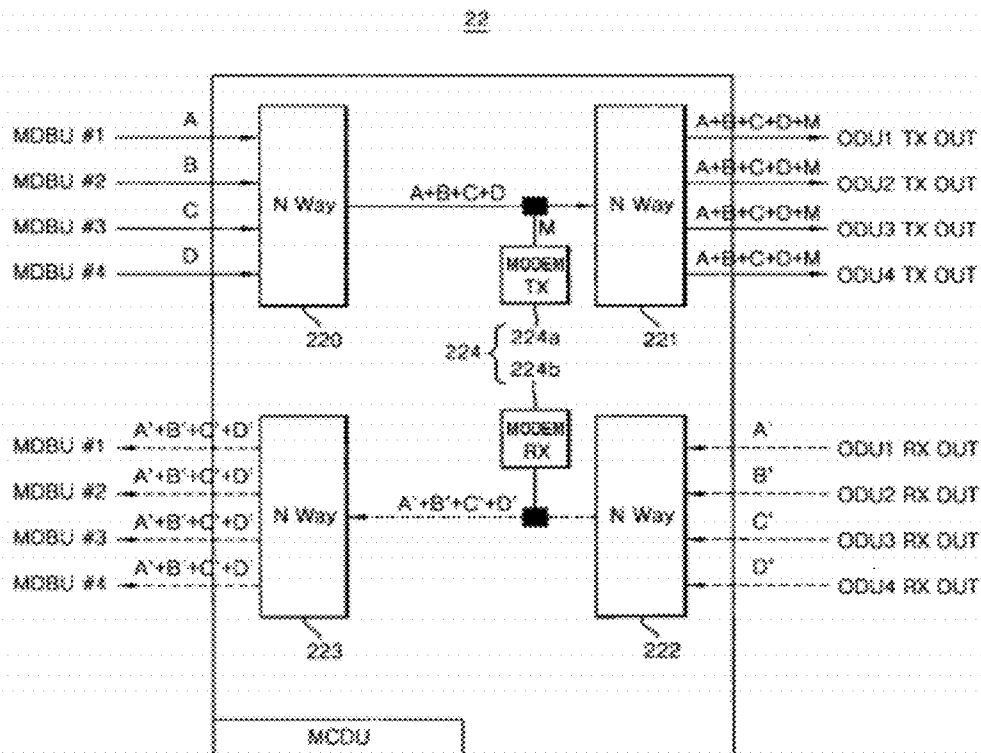 22
MDBU #1 A A+B+C+D+M ODU1 TX OUT
MDBU #2 B A+B+C+D+M ODU2 TX OUT
N Way A+B+C+D N Way
MDBU #3 C M A+B+C+D+M ODU3 TX OUT
MDBU #4 D MODEM TX A+B+C+D+M ODU4 TX OUT
220 224 224a 221
224b
MDBU #1 A'+B'+C'+D' MODEM RX A' ODU1 RX OUT
MDBU #2 A'+B'+C'+D' B' ODU2 RX OUT
N Way A'+B'+C'+D' N Way
MDBU #3 A'+B'+C'+D' C' ODU3 RX OUT
MDBU #4 A'+B'+C'+D' D' ODU4 RX OUT
223 222
MCDU